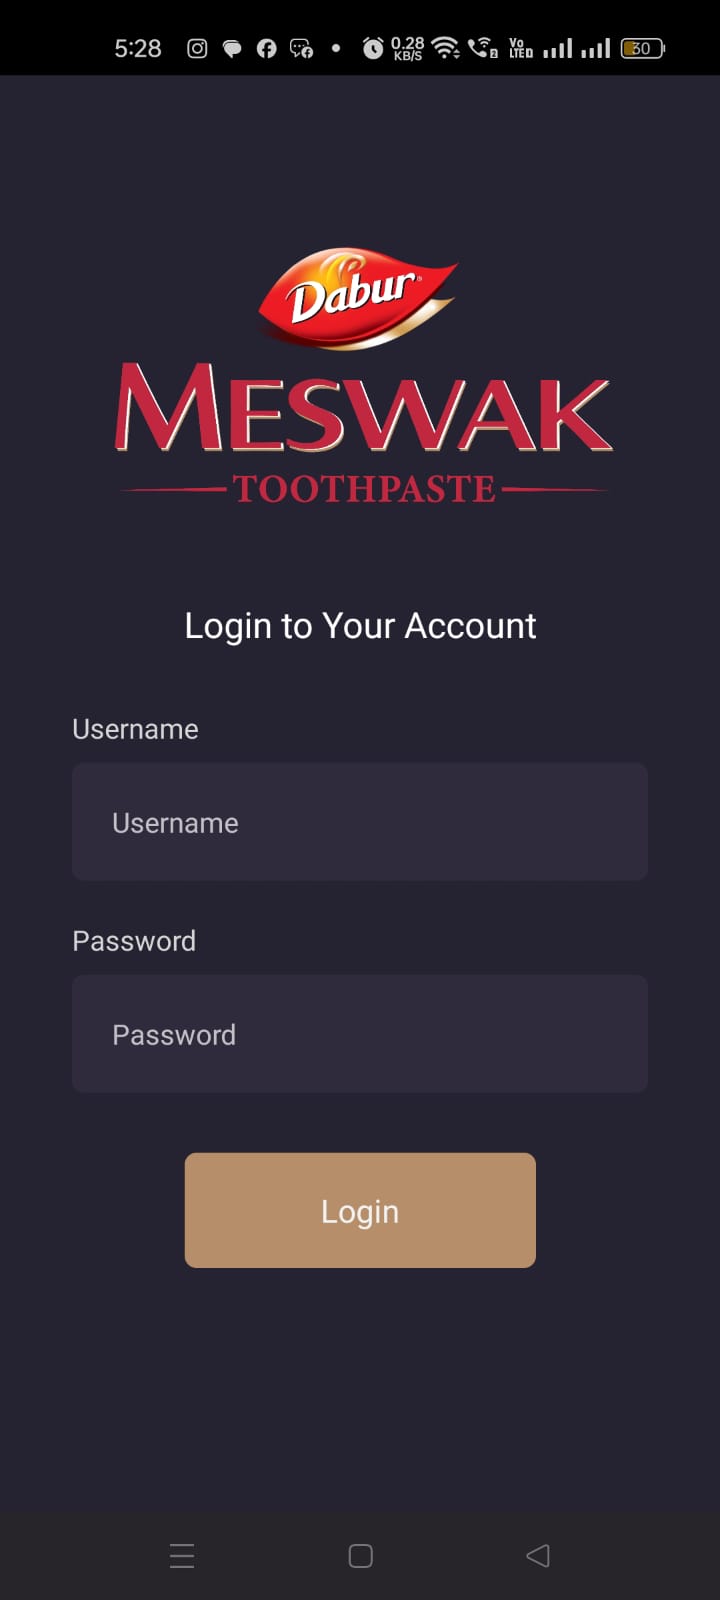 5:28 0.28 KB/S Vo LTE 2 30
Dabur
MESWAK
TOOTHPASTE
Login to Your Account
Username
Username
Password
Password
Login